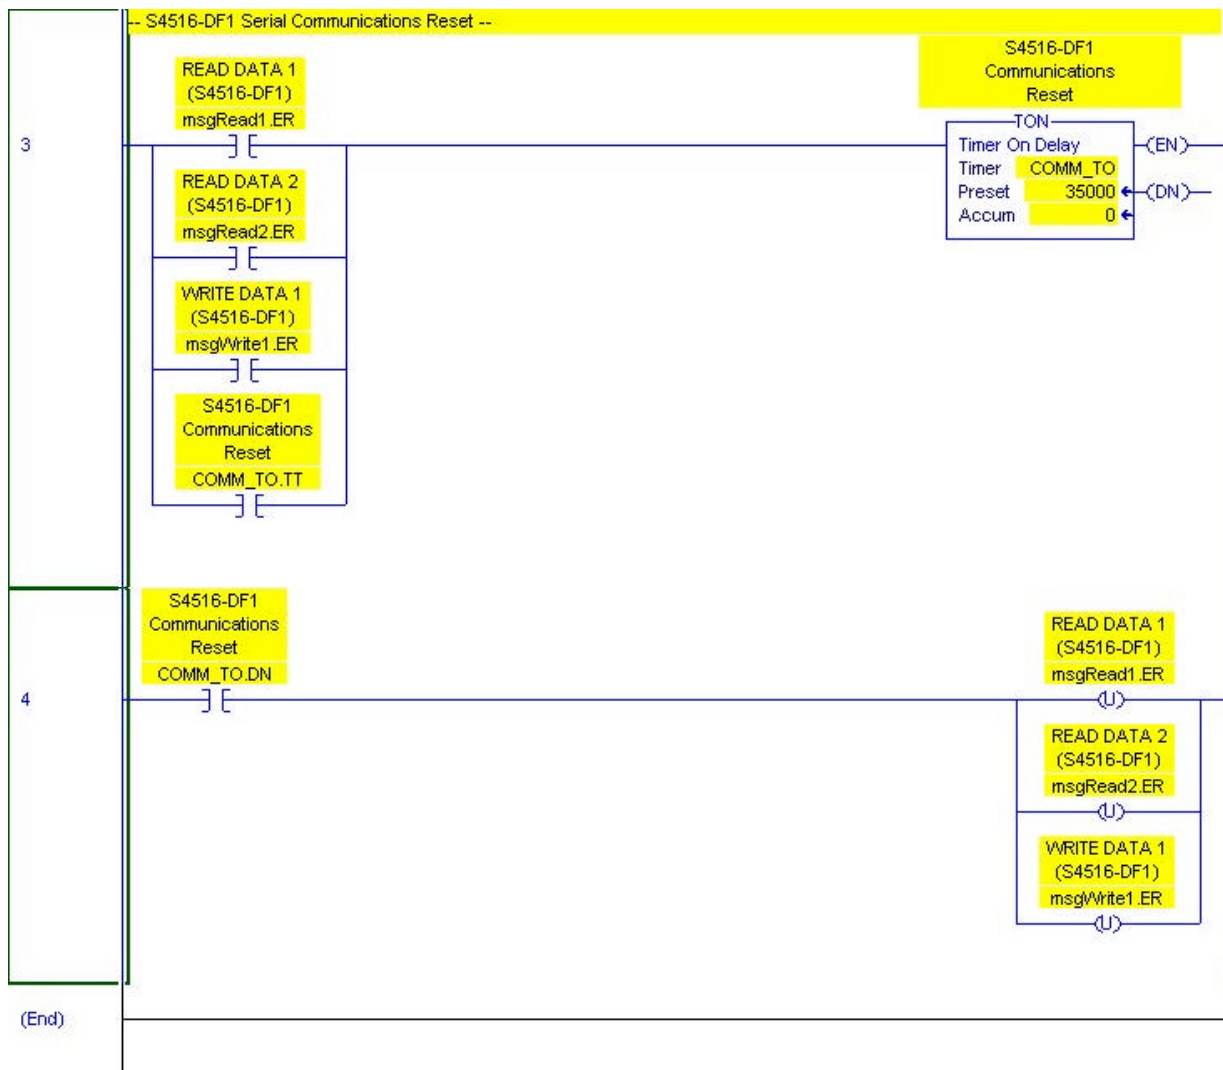 -- S4516-DF1 Serial Communications Reset --
READ DATA 1
(S4516-DF1)
msgRead1.ER
S4516-DF1
Communications
Reset
TON
3
Timer On Delay
(EN)
Timer COMM_TO
Preset 35000
(DN)
Accum 0
READ DATA 2
(S4516-DF1)
msgRead2.ER
WRITE DATA 1
(S4516-DF1)
msgWrite1.ER
S4516-DF1
Communications
Reset
COMM_TO.TT
4
S4516-DF1
Communications
Reset
COMM_TO.DN
READ DATA 1
(S4516-DF1)
msgRead1.ER
(U)
READ DATA 2
(S4516-DF1)
msgRead2.ER
(U)
WRITE DATA 1
(S4516-DF1)
msgWrite1.ER
(U)
(End)